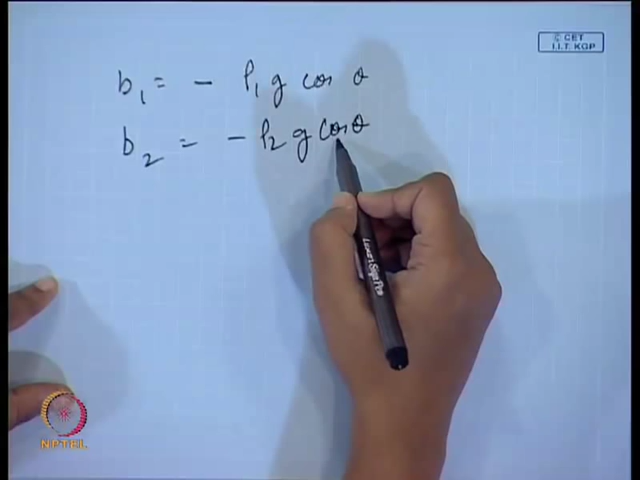 © CET
I.I.T. KGP
b₁ = - ρ₁ g cos θ
b₂ = - ρ₂ g cos θ
NPTEL